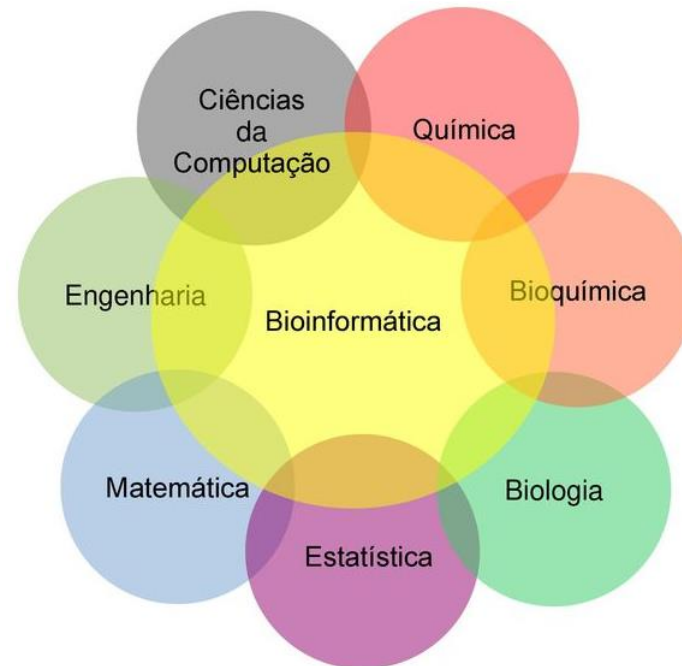 Ciências
da
Computação
Química
Engenharia
Bioinformática
Bioquímica
Matemática
Biologia
Estatística